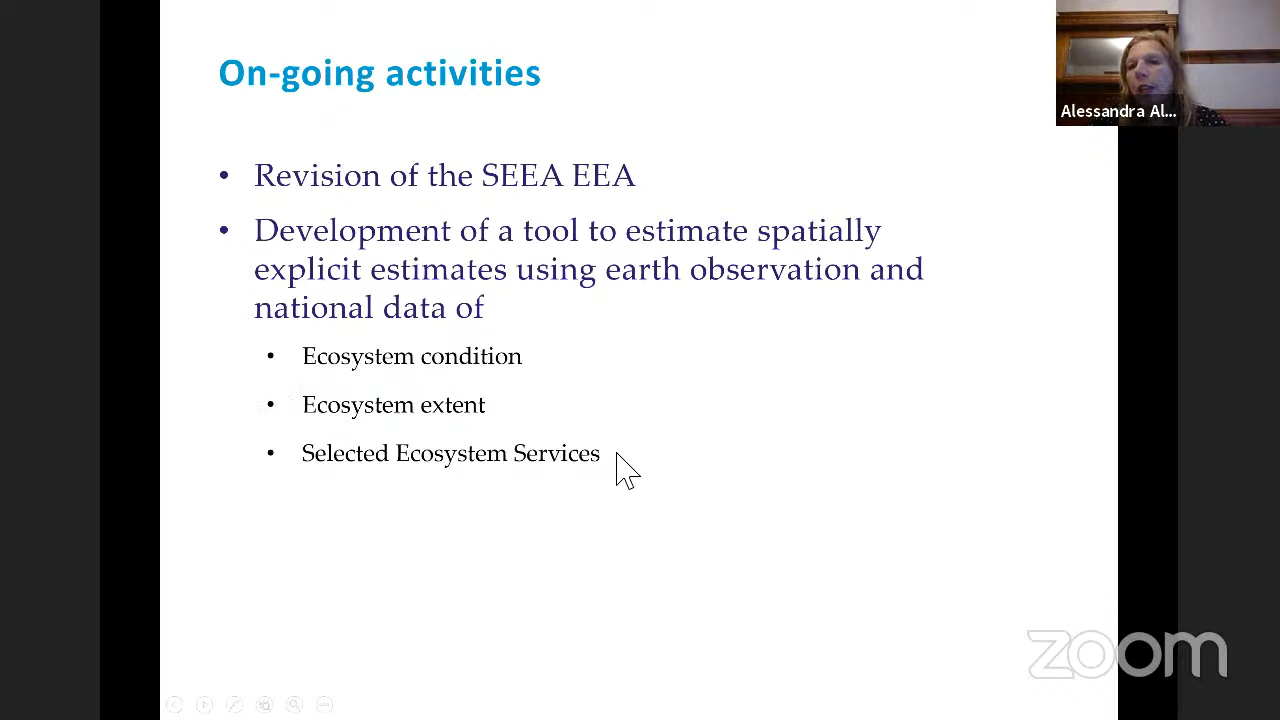 On-going activities
Alessandra Al...
• Revision of the SEEA EEA
• Development of a tool to estimate spatially
explicit estimates using earth observation and
national data of
• Ecosystem condition
• Ecosystem extent
• Selected Ecosystem Services
zoom